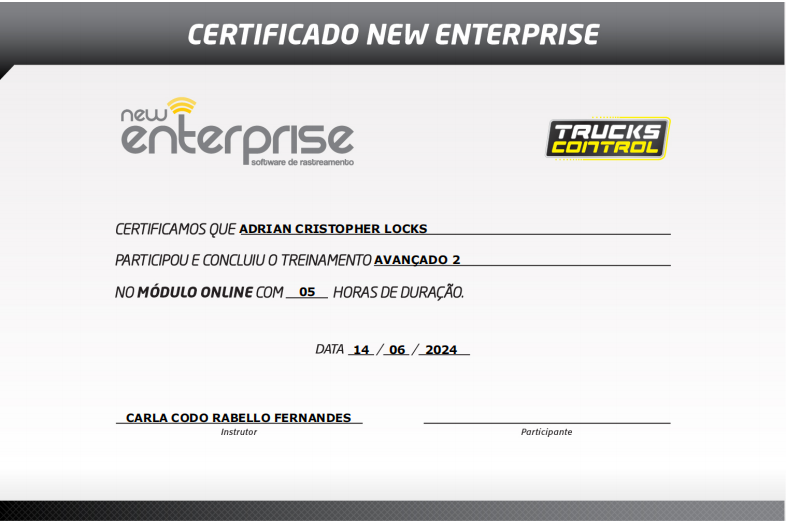 CERTIFICADO NEW ENTERPRISE
new
enterprise
software de rastreamento
TRUCKS
CONTROL
CERTIFICAMOS QUE ADRIAN CRISTOPHER LOCKS
PARTICIPOU E CONCLUIU O TREINAMENTO AVANÇADO 2
NO MÓDULO ONLINE COM 05 HORAS DE DURAÇÃO.
DATA 14 / 06 / 2024
CARLA CODO RABELLO FERNANDES
Instrutor
Participante